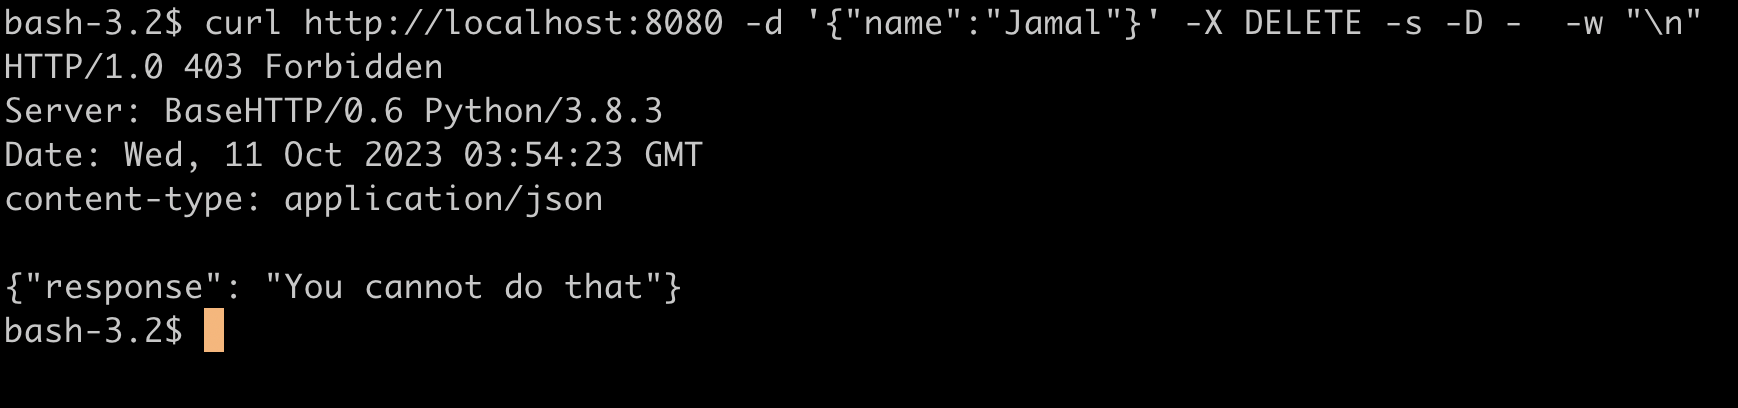 bash-3.2$ curl http://localhost:8080 -d '{"name":"Jamal"}' -X DELETE -s -D -  -w "\n"
HTTP/1.0 403 Forbidden
Server: BaseHTTP/0.6 Python/3.8.3
Date: Wed, 11 Oct 2023 03:54:23 GMT
content-type: application/json

{"response": "You cannot do that"}
bash-3.2$